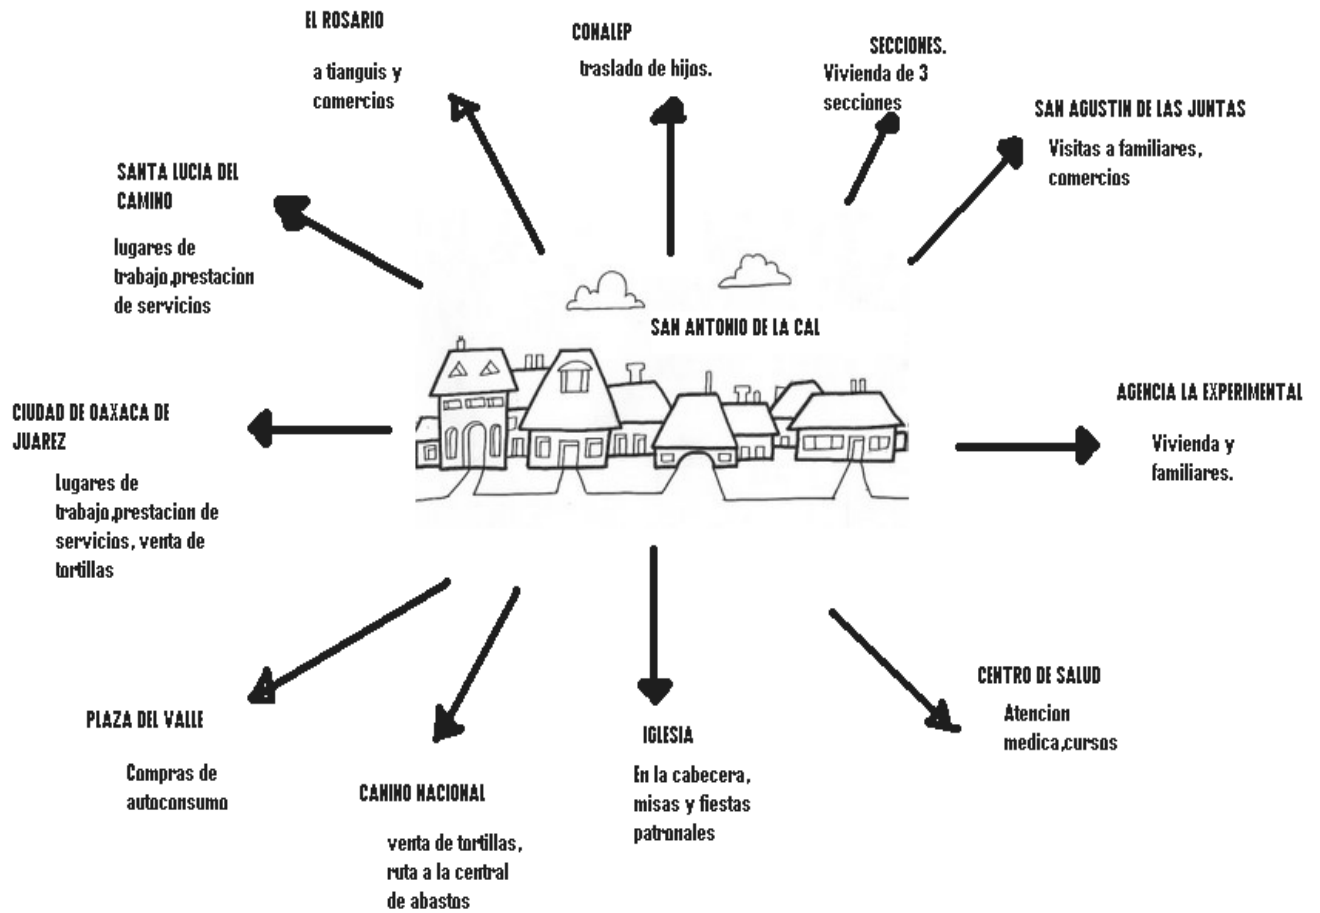 EL ROSARIO
a tianguis y
comercios
CONALEP
traslado de hijos.
SECCIONES.
Vivienda de 3
secciones
SAN AGUSTIN DE LAS JUNTAS
Visitas a familiares,
comercios
SANTA LUCIA DEL
CAMINO
lugares de
trabajo,prestacion
de servicios
SAN ANTONIO DE LA CAL
CIUDAD DE OAXACA DE
JUAREZ
Lugares de
trabajo,prestacion de
servicios, venta de
tortillas
AGENCIA LA EXPERIMENTAL
Vivienda y
familiares.
PLAZA DEL VALLE
Compras de
autoconsumo
CANINO NACIONAL
venta de tortillas,
ruta a la central
de abastos
IGLESIA
En la cabecera,
misas y fiestas
patronales
CENTRO DE SALUD
Atencion
medica,cursos